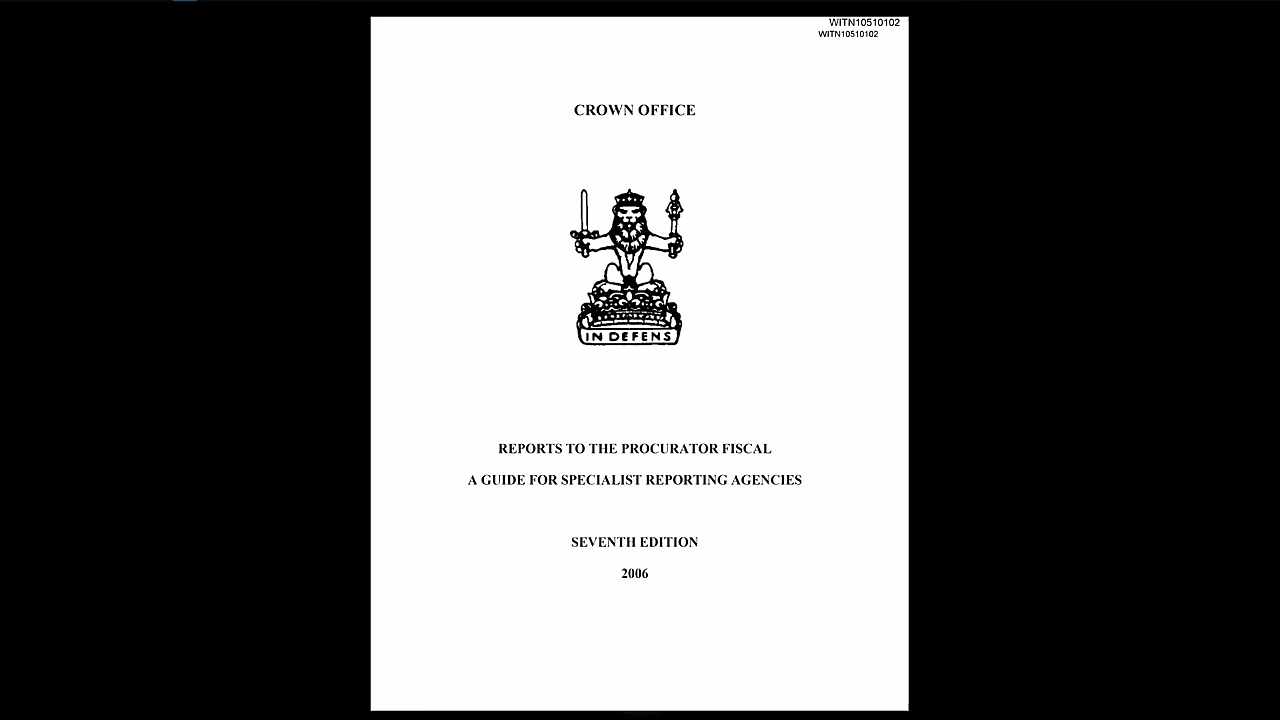 WITN10510102
WITN10510102
CROWN OFFICE
IN DEFENS
REPORTS TO THE PROCURATOR FISCAL
A GUIDE FOR SPECIALIST REPORTING AGENCIES
SEVENTH EDITION
2006